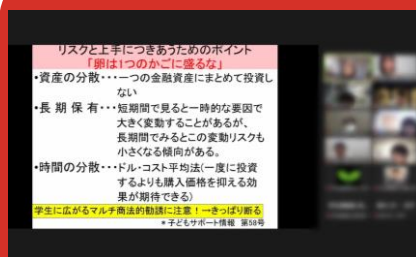 リスクと上手につきあうためのポイント
「卵は1つのかごに盛るな」
・資産の分散・・・一つの金融資産にまとめて投資し
ない
・長期保有・・・短期間で見ると一時的な要因で
大きく変動することがあるが、
長期間でみるとこの変動リスクも
小さくなる傾向がある。
・時間の分散・・・ドル・コスト平均法(一度に投資
するよりも購入価格を抑える効
果が期待できる)
学生に広がるマルチ商法的勧誘に注意！→きっぱり断る
＊子どもサポート情報 第58号